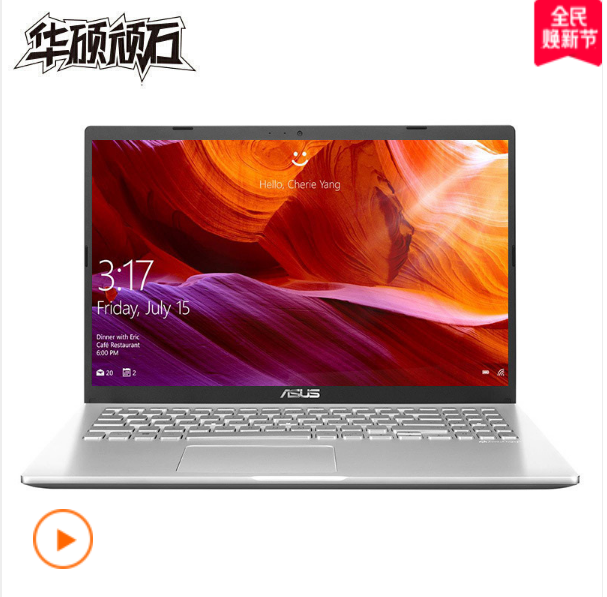 华硕顽石
全民
焕新节
Hello, Cherie Yang
3:17
Friday, July 15
Dinner with Eric
Café Restaurant
6:00 PM
20
2
ASUS